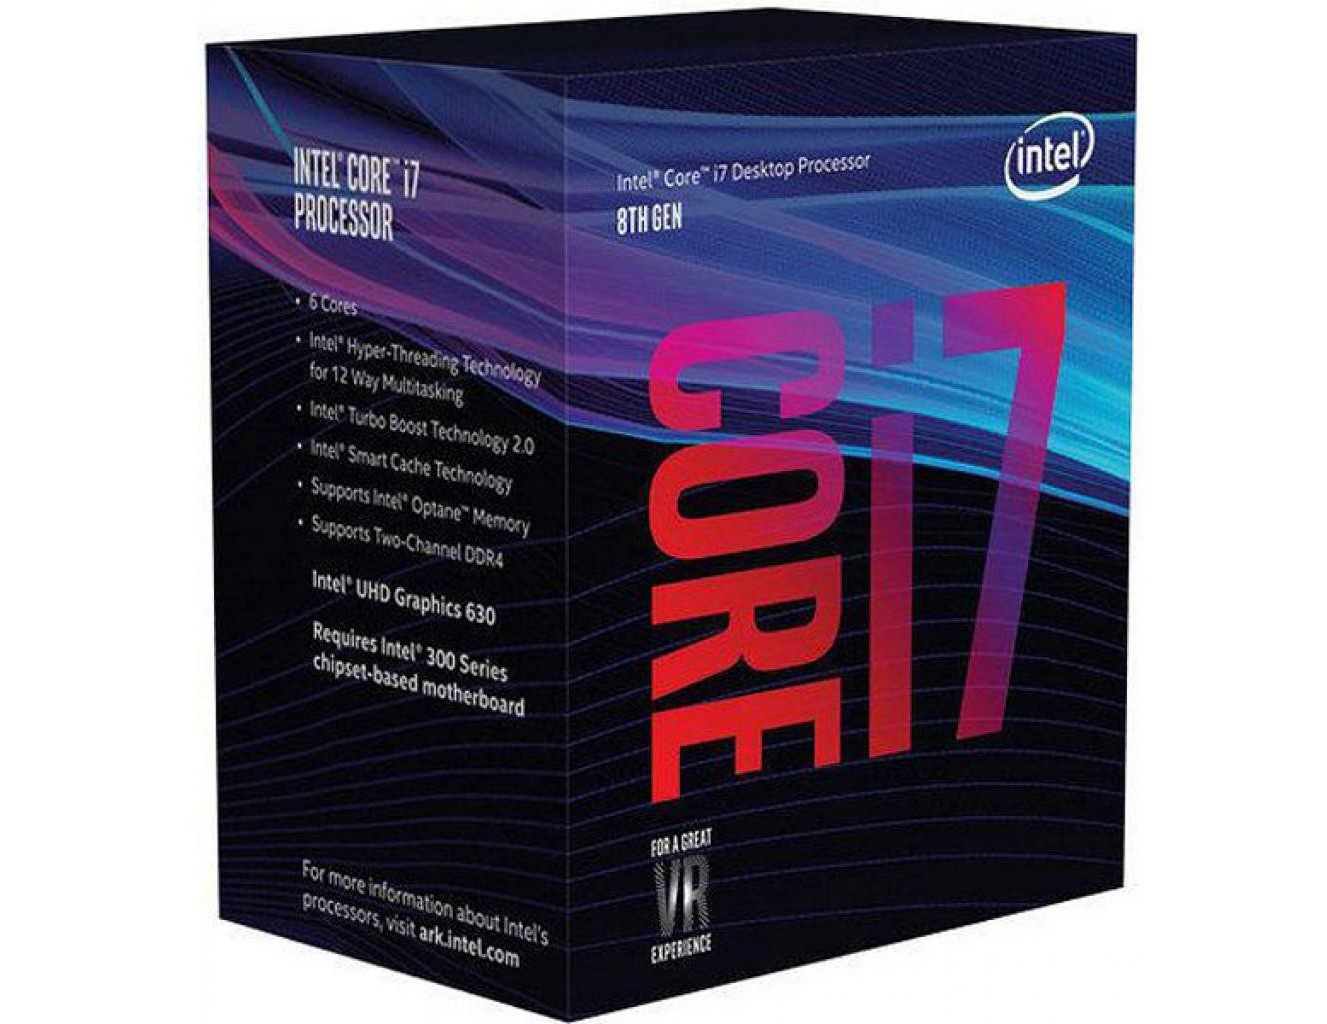 INTEL® CORE™ i7
PROCESSOR
• 6 Cores
• Intel® Hyper-Threading Technology
for 12 Way Multitasking
• Intel® Turbo Boost Technology 2.0
• Intel® Smart Cache Technology
• Supports Intel® Optane™ Memory
• Supports Two-Channel DDR4
Intel® UHD Graphics 630
Requires Intel® 300 Series
chipset-based motherboard
For more information about Intel's
processors, visit ark.intel.com
intel®
Intel® Core™ i7 Desktop Processor
8TH GEN
CORE
i7
FOR A GREAT
VR
EXPERIENCE